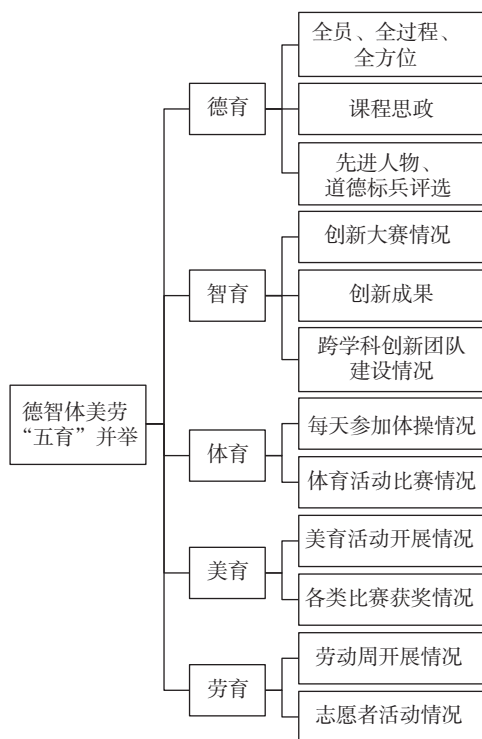 德智体美劳
“五育”并举
德育
全员、全过程、
全方位
课程思政
先进人物、
道德标兵评选
智育
创新大赛情况
创新成果
跨学科创新团队
建设情况
体育
每天参加体操情况
体育活动比赛情况
美育
美育活动开展情况
各类比赛获奖情况
劳育
劳动周开展情况
志愿者活动情况